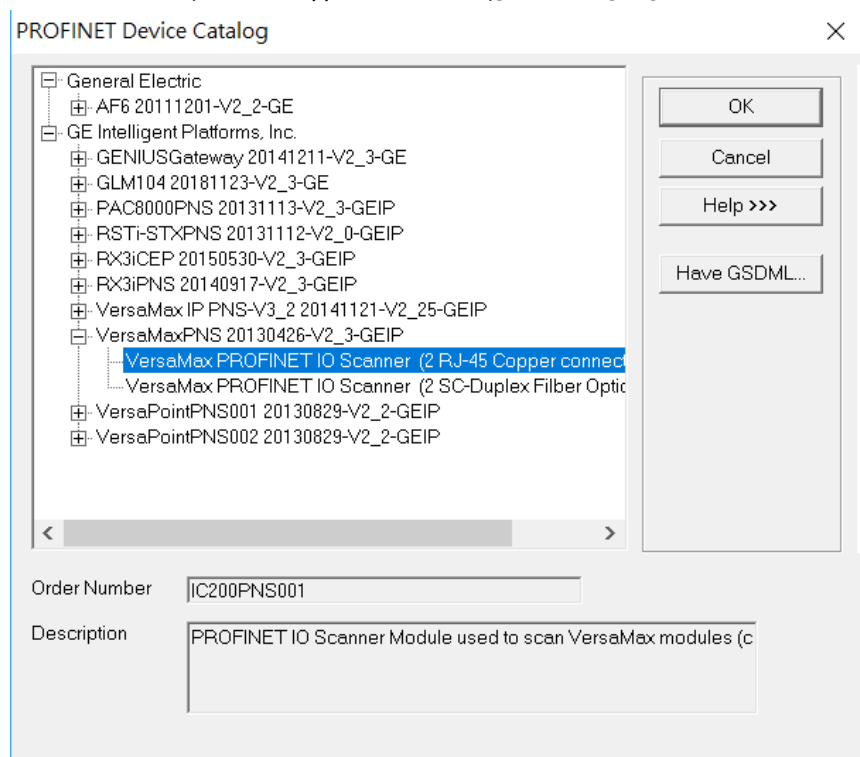 PROFINET Device Catalog
General Electric
AF6 20111201-V2_2-GE
GE Intelligent Platforms, Inc.
GENIUSGateway 20141211-V2_3-GE
GLM104 20181123-V2_3-GE
PAC8000PNS 20131113-V2_3-GEIP
RSTi-STXPNS 20131112-V2_0-GEIP
RX3iCEP 20150530-V2_3-GEIP
RX3iPNS 20140917-V2_3-GEIP
VersaMax IP PNS-V3_2 20141121-V2_25-GEIP
VersaMaxPNS 20130426-V2_3-GEIP
VersaMax PROFINET IO Scanner (2 RJ-45 Copper connect
VersaMax PROFINET IO Scanner (2 SC-Duplex Filber Optic
VersaPointPNS001 20130829-V2_2-GEIP
VersaPointPNS002 20130829-V2_2-GEIP
OK
Cancel
Help >>>
Have GSDML...
Order Number IC200PNS001
Description PROFINET IO Scanner Module used to scan VersaMax modules (c